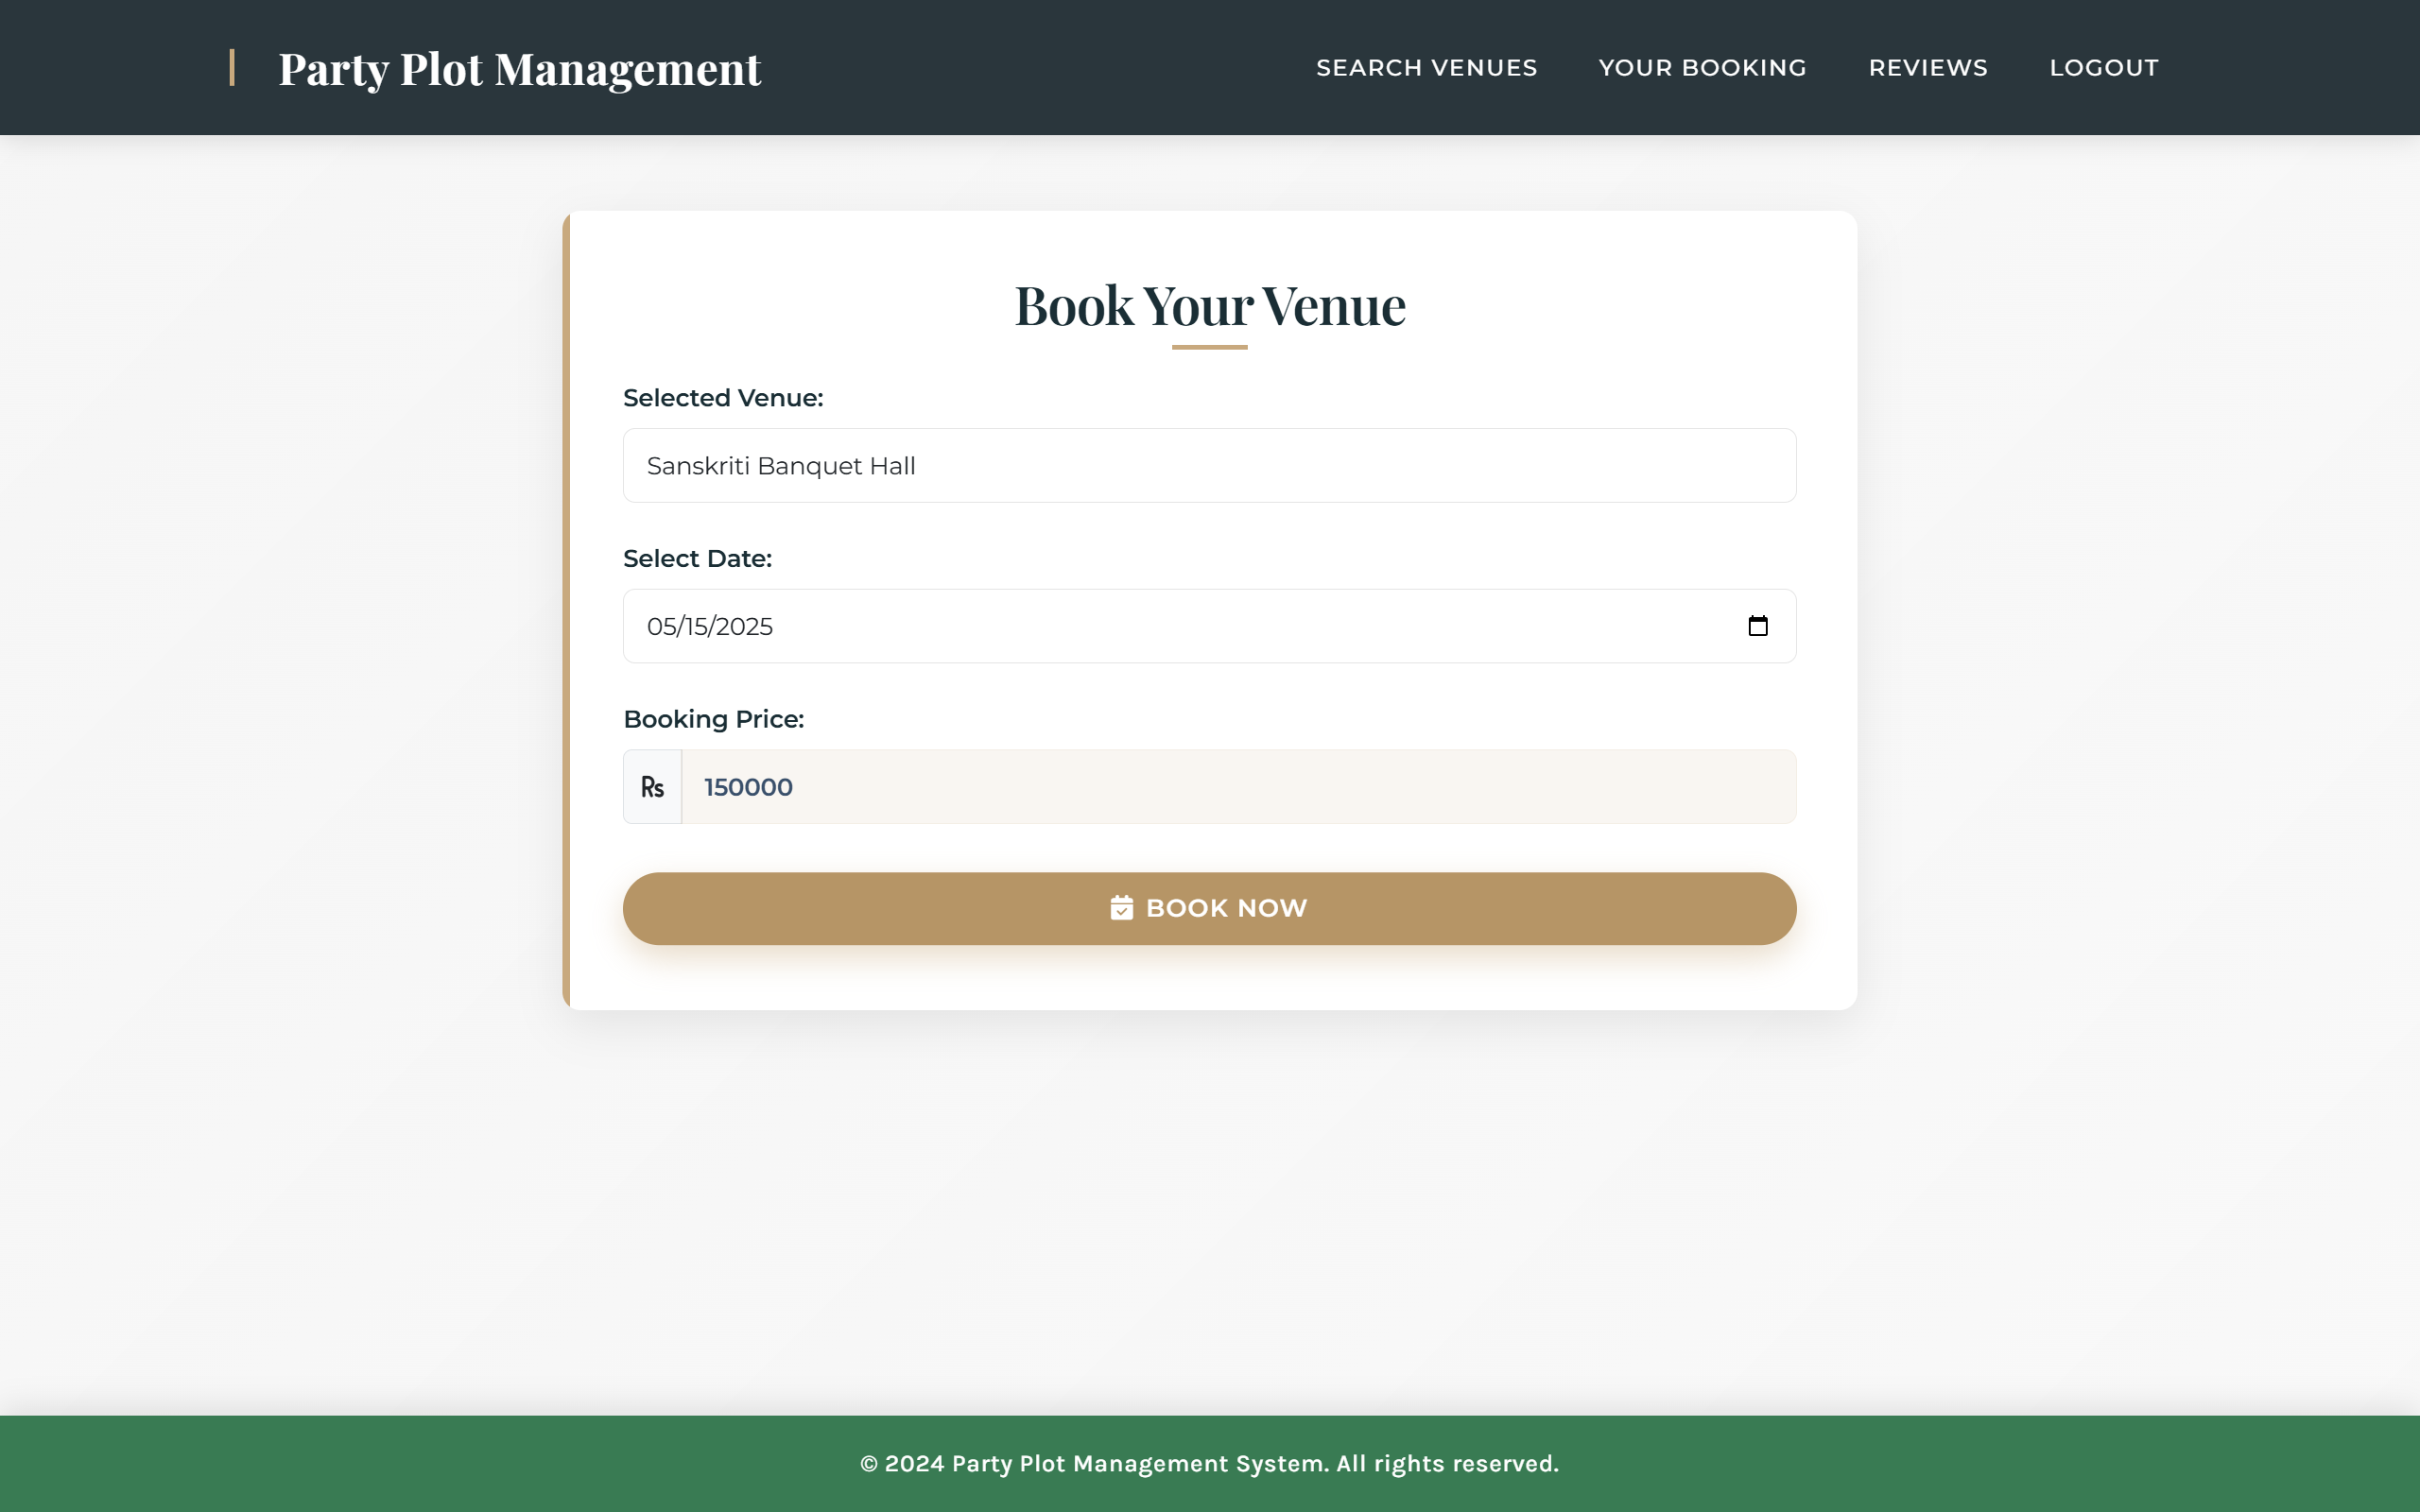 Party Plot Management
SEARCH VENUES YOUR BOOKING REVIEWS LOGOUT
Book Your Venue
Selected Venue:
Sanskriti Banquet Hall
Select Date:
05/15/2025
Booking Price:
Rs 150000
BOOK NOW
© 2024 Party Plot Management System. All rights reserved.